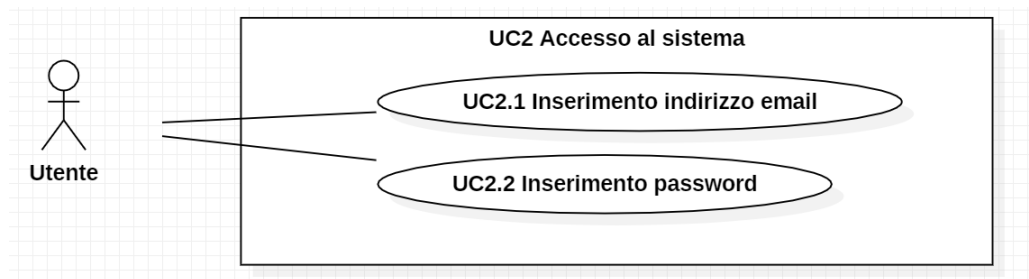 UC2 Accesso al sistema
UC2.1 Inserimento indirizzo email
Utente
UC2.2 Inserimento password